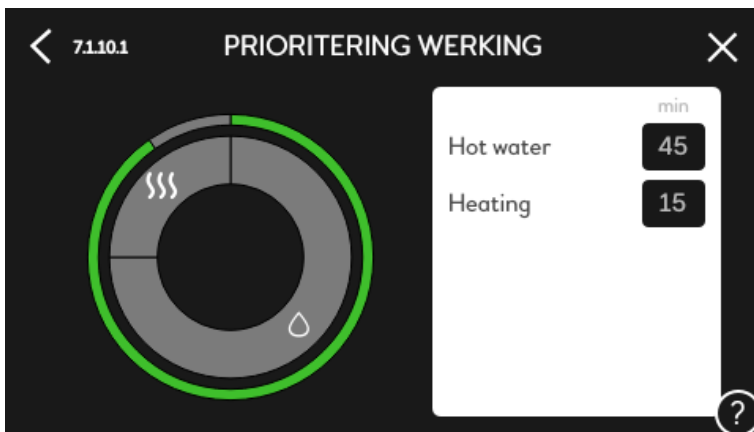 7.1.10.1 PRIORITERING WERKING
min
Hot water 45
Heating 15
?